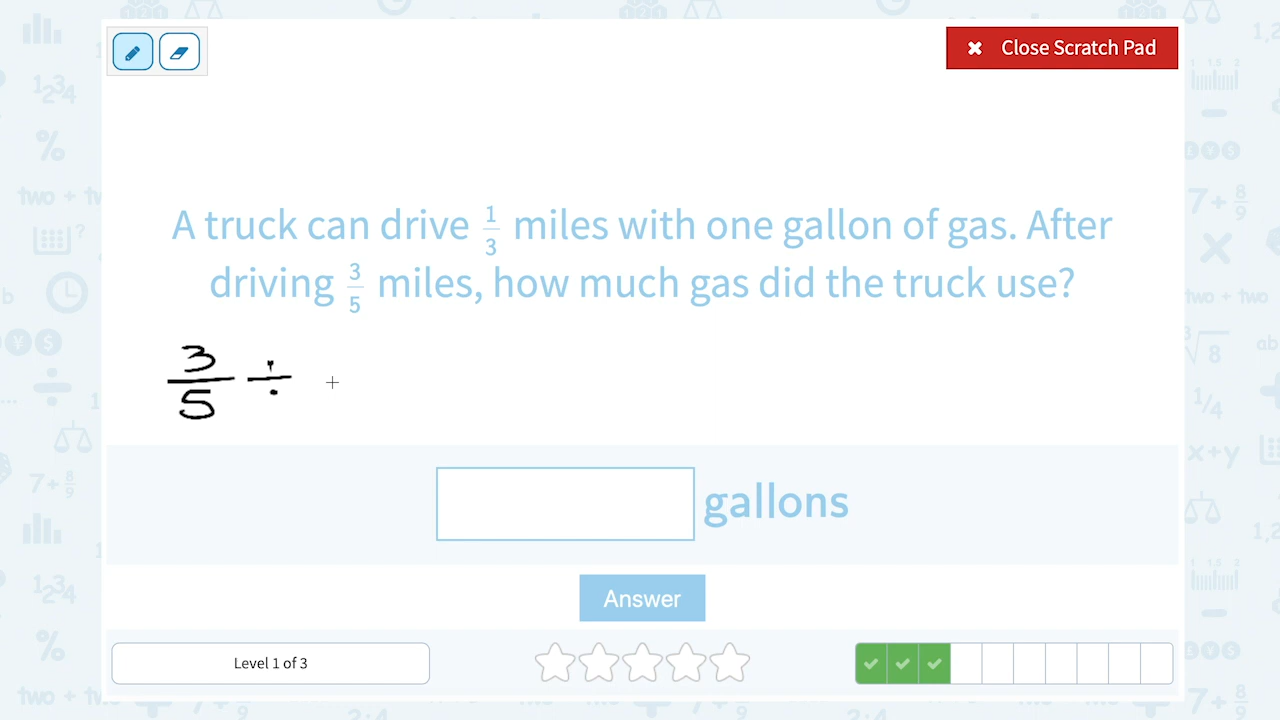 ✖ Close Scratch Pad
A truck can drive 1/3 miles with one gallon of gas. After
driving 3/5 miles, how much gas did the truck use?
3/5 ÷
gallons
Answer
Level 1 of 3